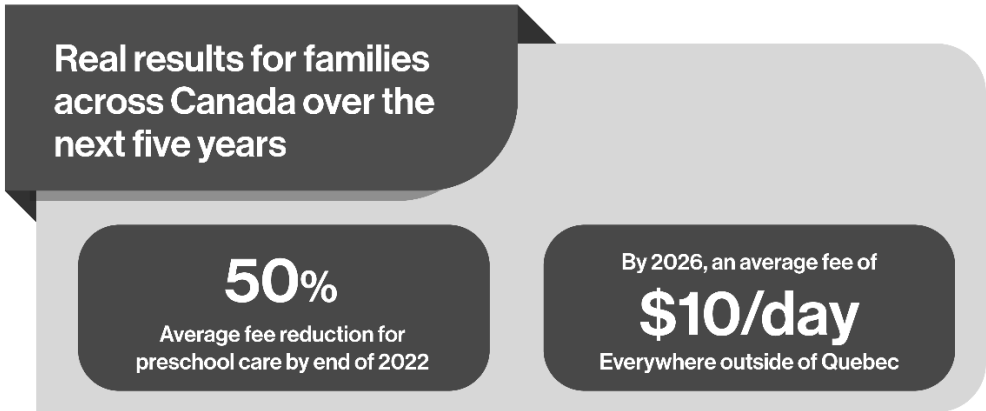 Real results for families
across Canada over the
next five years
50%
Average fee reduction for
preschool care by end of 2022
By 2026, an average fee of
$10/day
Everywhere outside of Quebec